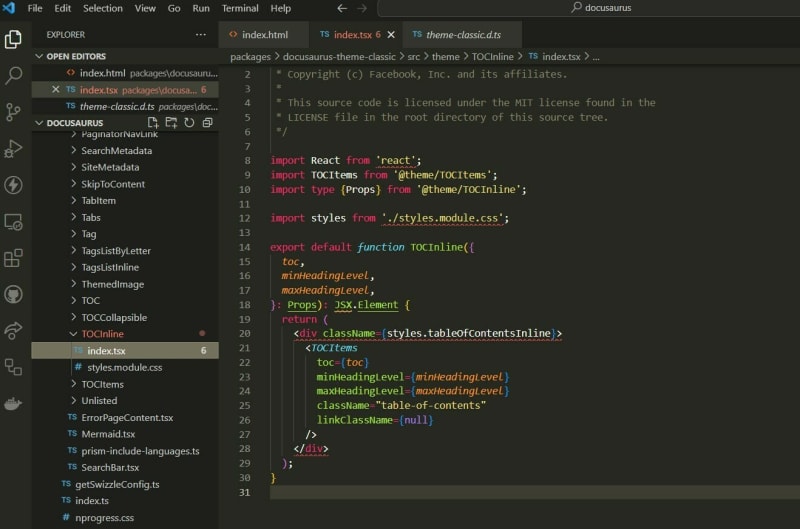 File Edit Selection View Go Run Terminal Help
docusaurus
EXPLORER
OPEN EDITORS
index.html packages\docusauru...
index.tsx packages\docusa... 6
theme-classic.d.ts packages\doc...
DOCUSAURUS
PaginatorNavLink
SearchMetadata
SiteMetadata
SkipToContent
TabItem
Tabs
Tag
TagsListByLetter
TagsListInline
ThemedImage
TOC
TOCCollapsible
TOCInline
TS index.tsx 6
# styles.module.css
TOCItems
Unlisted
TS ErrorPageContent.tsx
TS Mermaid.tsx
TS prism-include-languages.ts
TS SearchBar.tsx
TS getSwizzleConfig.ts
TS index.ts
# nprogress.css
index.html
TS index.tsx 6
TS theme-classic.d.ts
packages > docusaurus-theme-classic > src > theme > TOCInline > TS index.tsx > ...
2 * Copyright (c) Facebook, Inc. and its affiliates.
3 *
4 * This source code is licensed under the MIT license found in the
5 * LICENSE file in the root directory of this source tree.
6 */
7
8 import React from 'react';
9 import TOCItems from '@theme/TOCItems';
10 import type {Props} from '@theme/TOCInline';
11
12 import styles from './styles.module.css';
13
14 export default function TOCInline({
15 toc,
16 minHeadingLevel,
17 maxHeadingLevel,
18 }: Props): JSX.Element {
19 return (
20 <div className={styles.tableOfContentsInline}>
21 <TOCItems
22 toc={toc}
23 minHeadingLevel={minHeadingLevel}
24 maxHeadingLevel={maxHeadingLevel}
25 className="table-of-contents"
26 linkClassName={null}
27 />
28 </div>
29 );
30 }
31